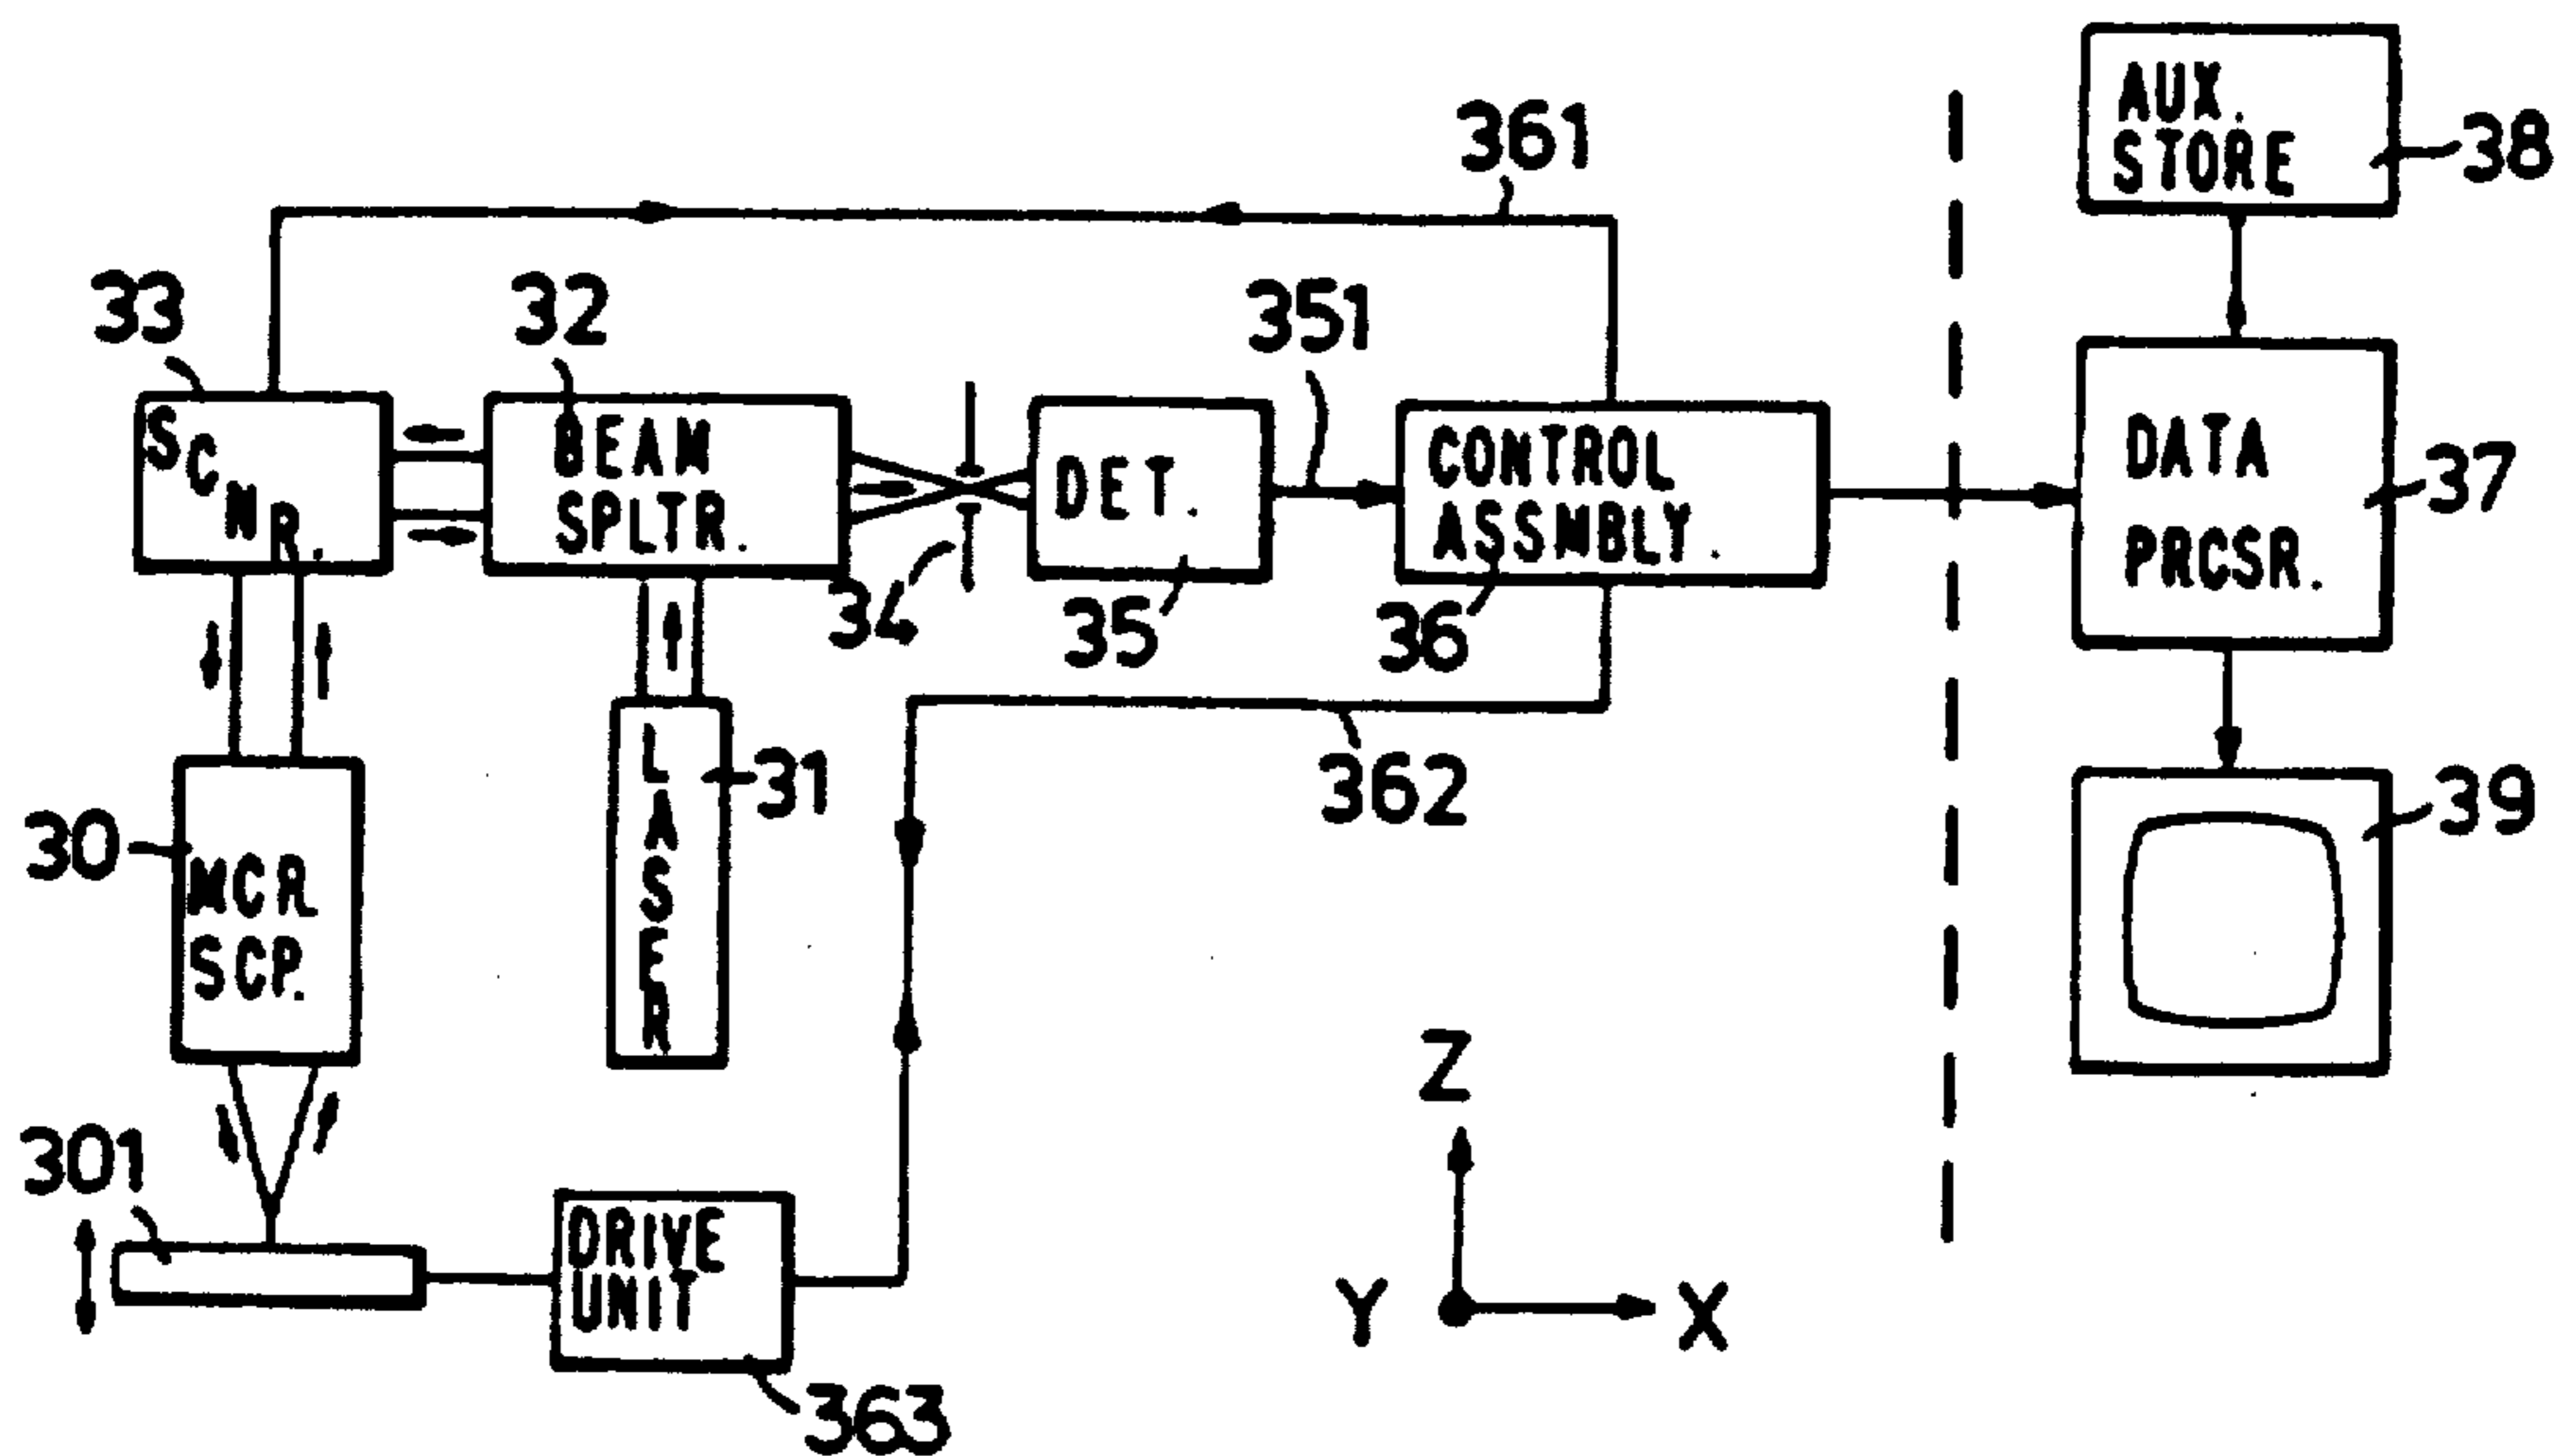 AUX.
STORE
38
361
33
32
351
SCNR.
BEAM
SPLTR.
DET.
CONTROL
ASSMBLY.
DATA
PRCSR.
37
34
35
36
LASER
31
362
39
30
MCR.
SCP.
301
DRIVE
UNIT
363
Z
Y
X